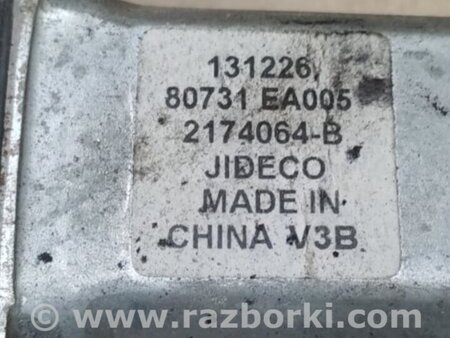 131226
80731 EA005
2174064-B
JIDECO
MADE IN
CHINA V3B
www.razborki.com